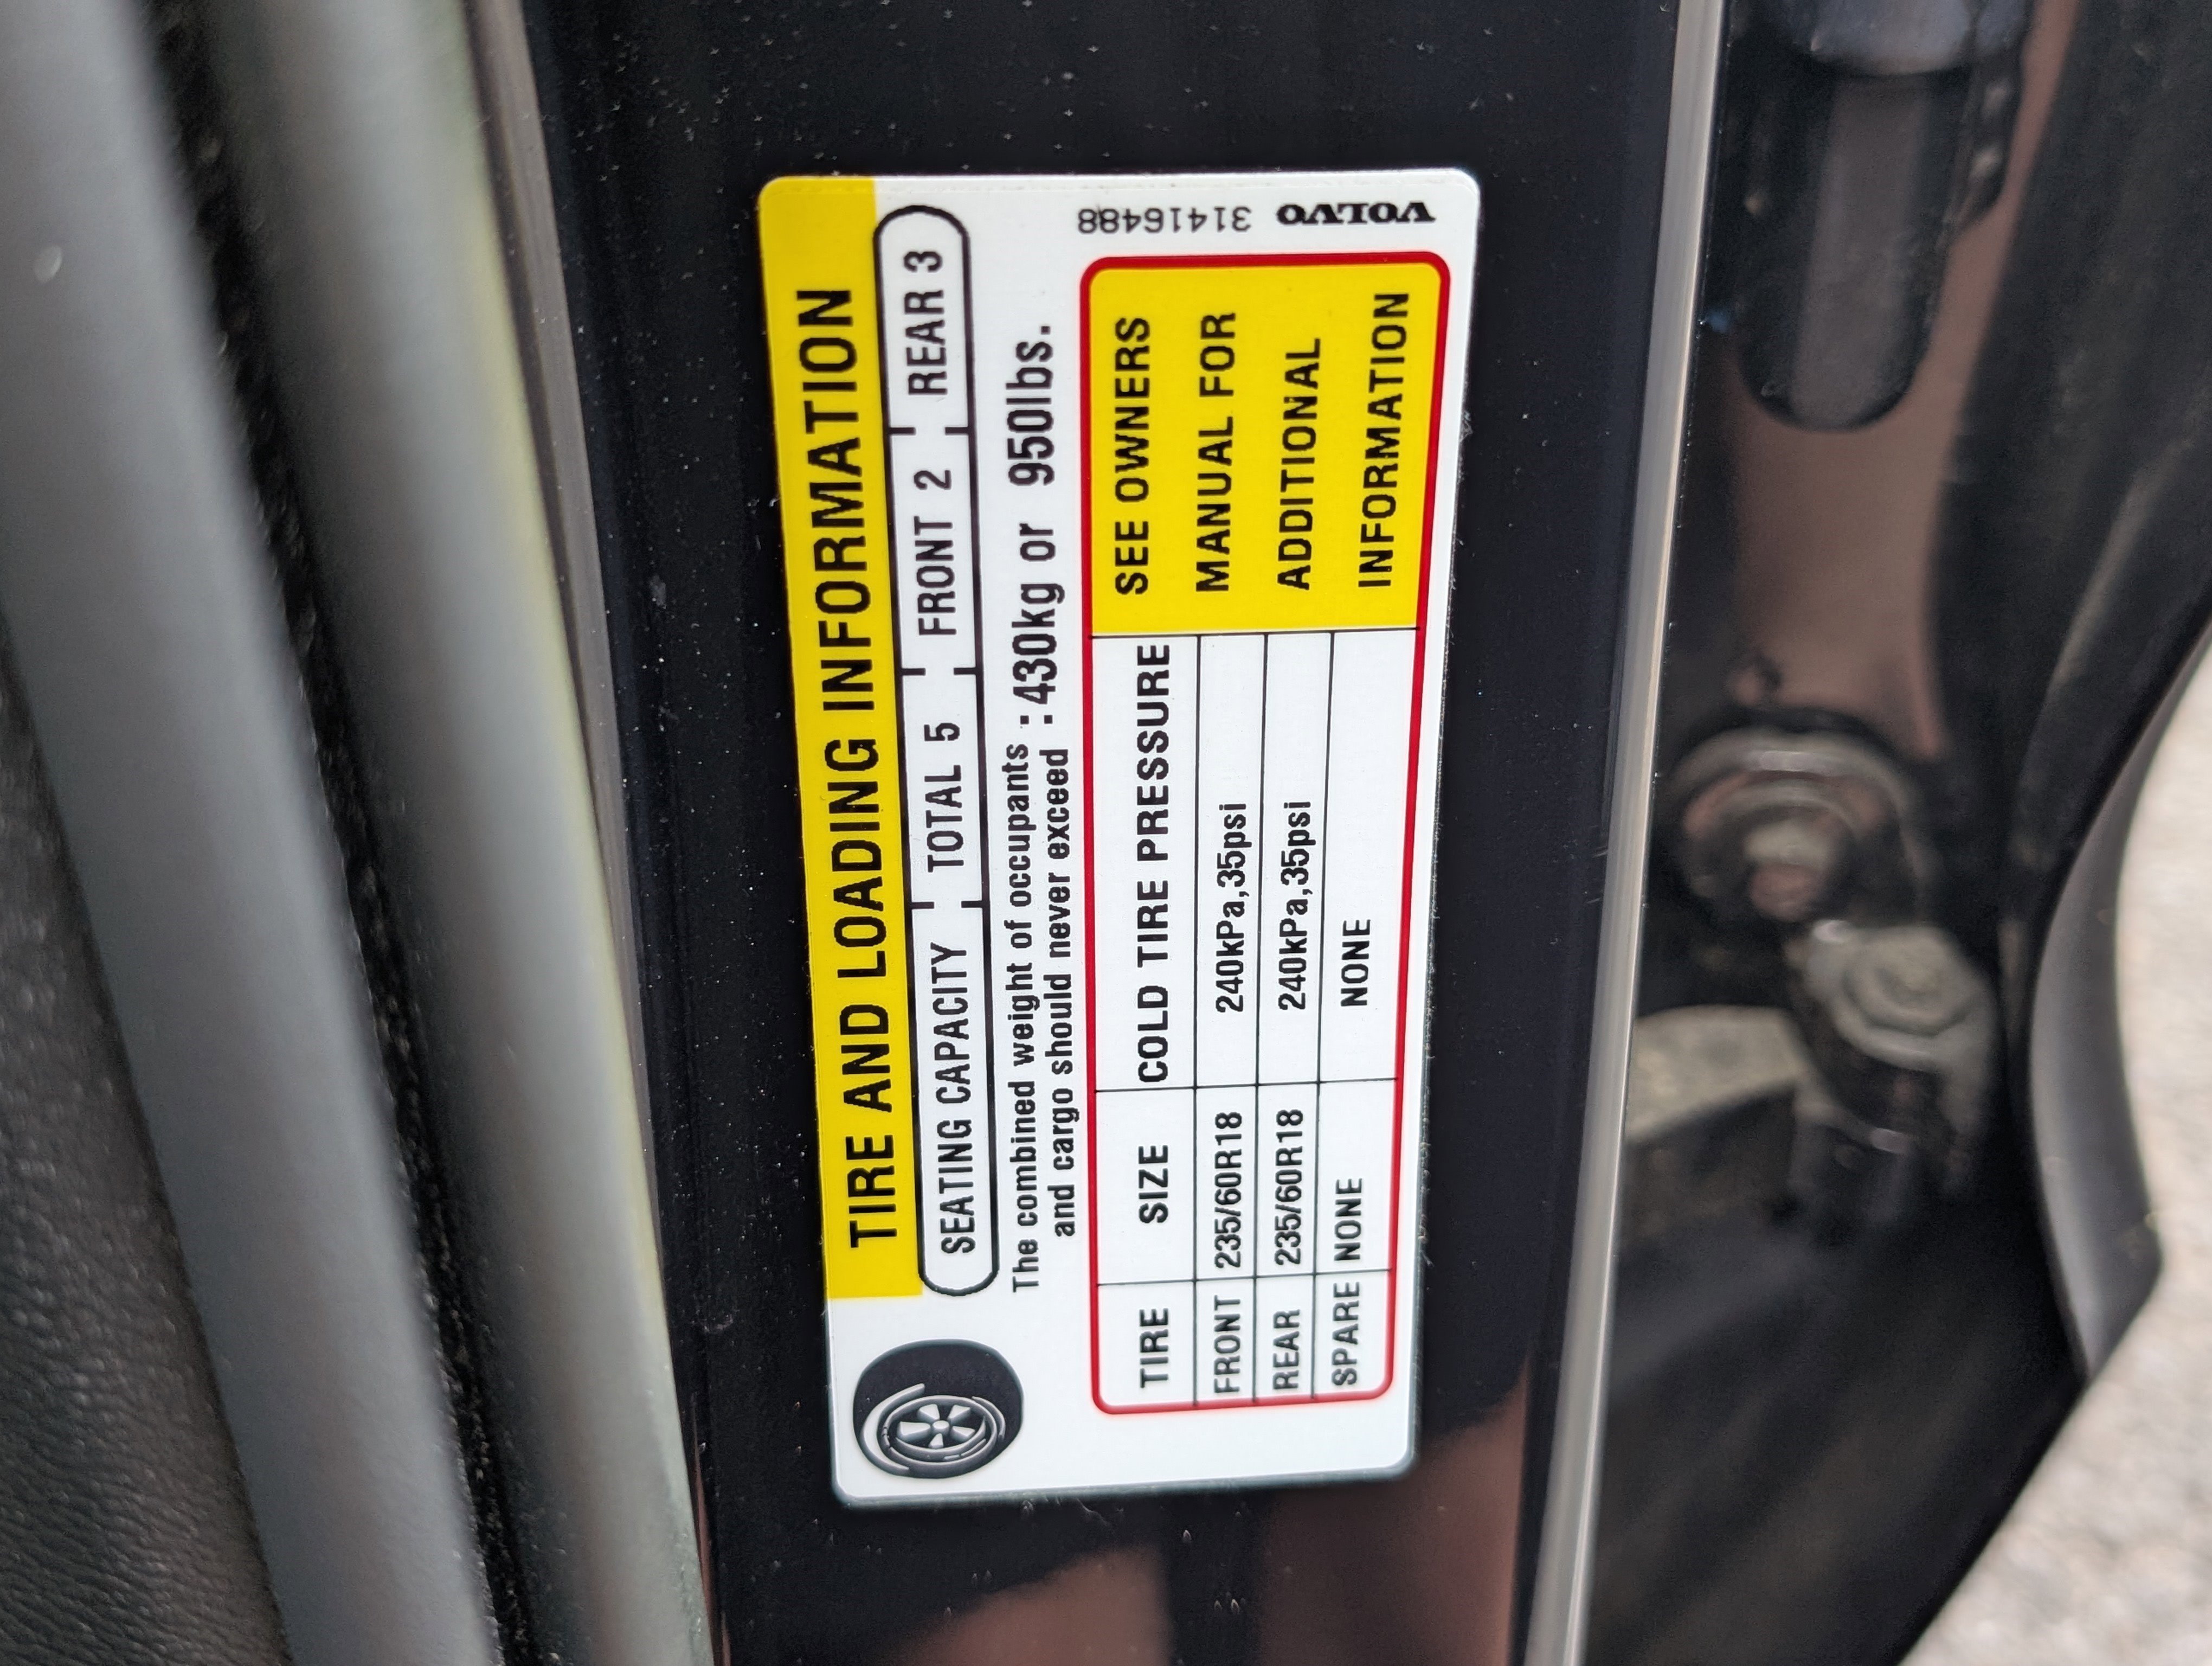 TIRE AND LOADING INFORMATION
SEATING CAPACITY TOTAL 5 FRONT 2 REAR 3
The combined weight of occupants : 430kg or 950lbs.
and cargo should never exceed :
TIRE SIZE COLD TIRE PRESSURE
FRONT 235/60R18 240kPa,35psi
REAR 235/60R18 240kPa,35psi
SPARE NONE NONE
SEE OWNERS
MANUAL FOR
ADDITIONAL
INFORMATION
VOLVO 31416488